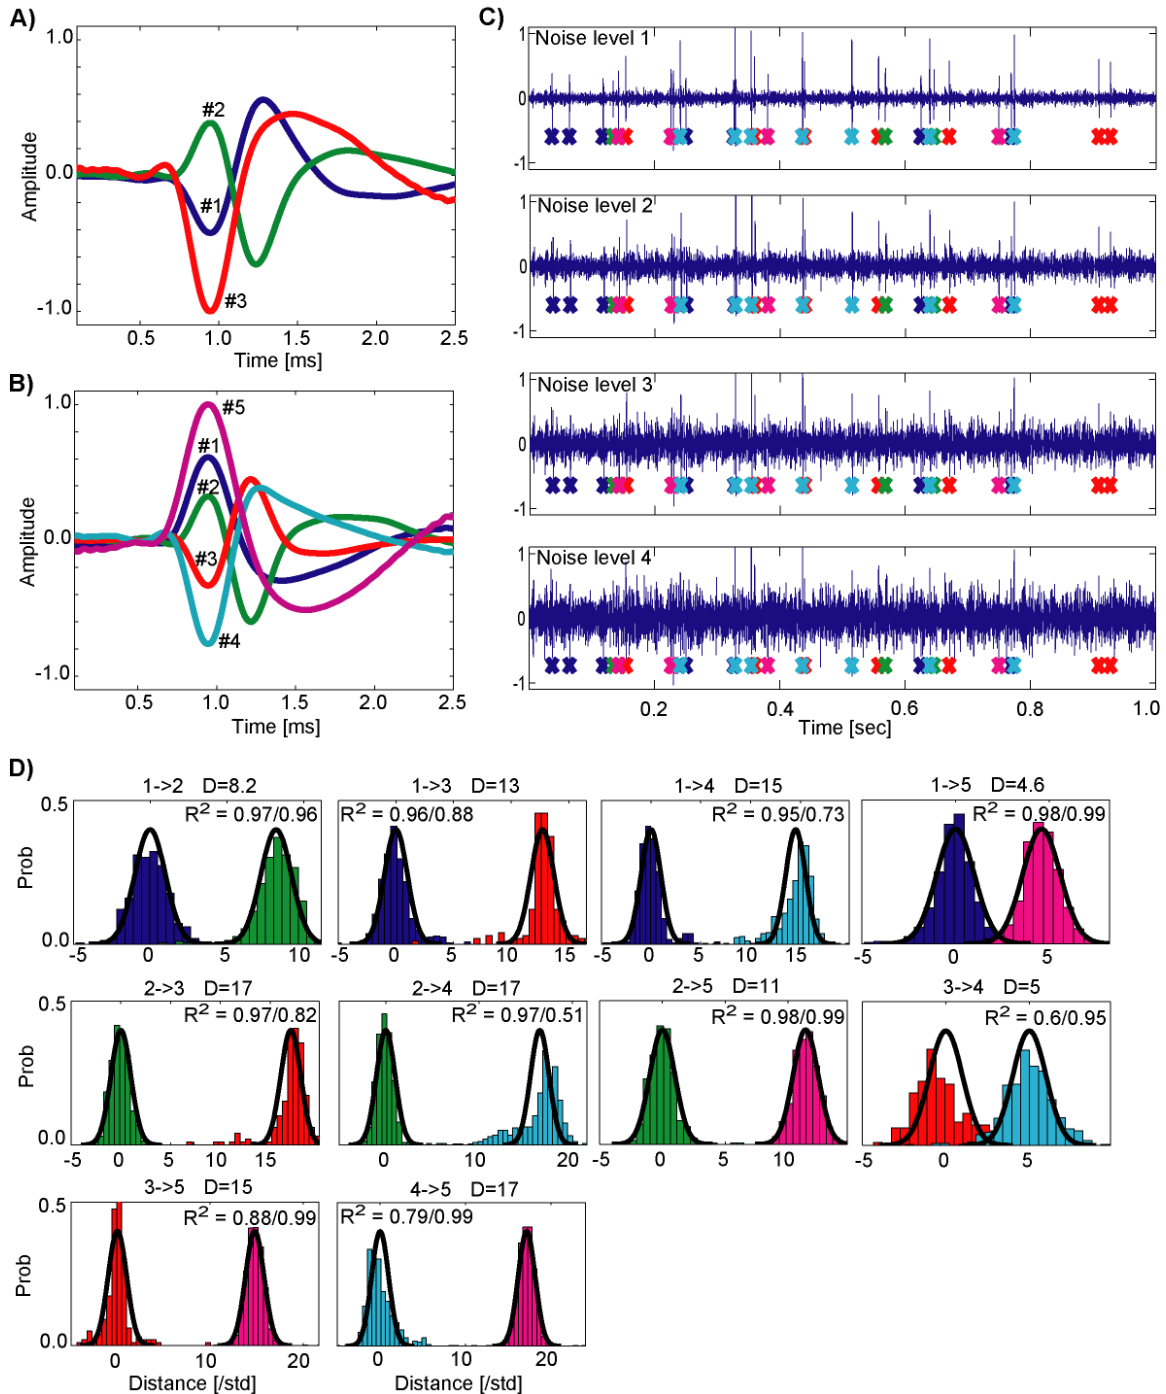 A)
1.0
0.0
-1.0
Amplitude
#2
#1
#3
0.5
1.0
1.5
2.0
2.5
Time [ms]
B)
1.0
0.0
-1.0
Amplitude
#5
#1
#2
#3
#4
0.5
1.0
1.5
2.0
2.5
Time [ms]
C)
Noise level 1
1
0
-1
Noise level 2
1
0
-1
Noise level 3
1
0
-1
Noise level 4
1
0
-1
0.2
0.4
0.6
0.8
1.0
Time [sec]
D)
1->2 D=8.2
R² = 0.97/0.96
0.5
0.0
Prob
-5 0 5 10
1->3 D=13
R² = 0.96/0.88
-5 0 5 10 15
1->4 D=15
R² = 0.95/0.73
-5 0 5 10 15
1->5 D=4.6
R² = 0.98/0.99
-5 0 5
2->3 D=17
R² = 0.97/0.82
0.5
0.0
Prob
-5 0 5 10 15
2->4 D=17
R² = 0.97/0.51
-5 0 5 10 15 20
2->5 D=11
R² = 0.98/0.99
-5 0 5 10
3->4 D=5
R² = 0.6/0.95
-5 0 5
3->5 D=15
R² = 0.88/0.99
0.5
0.0
Prob
0 10 20
Distance [/std]
4->5 D=17
R² = 0.79/0.99
0 10 20
Distance [/std]